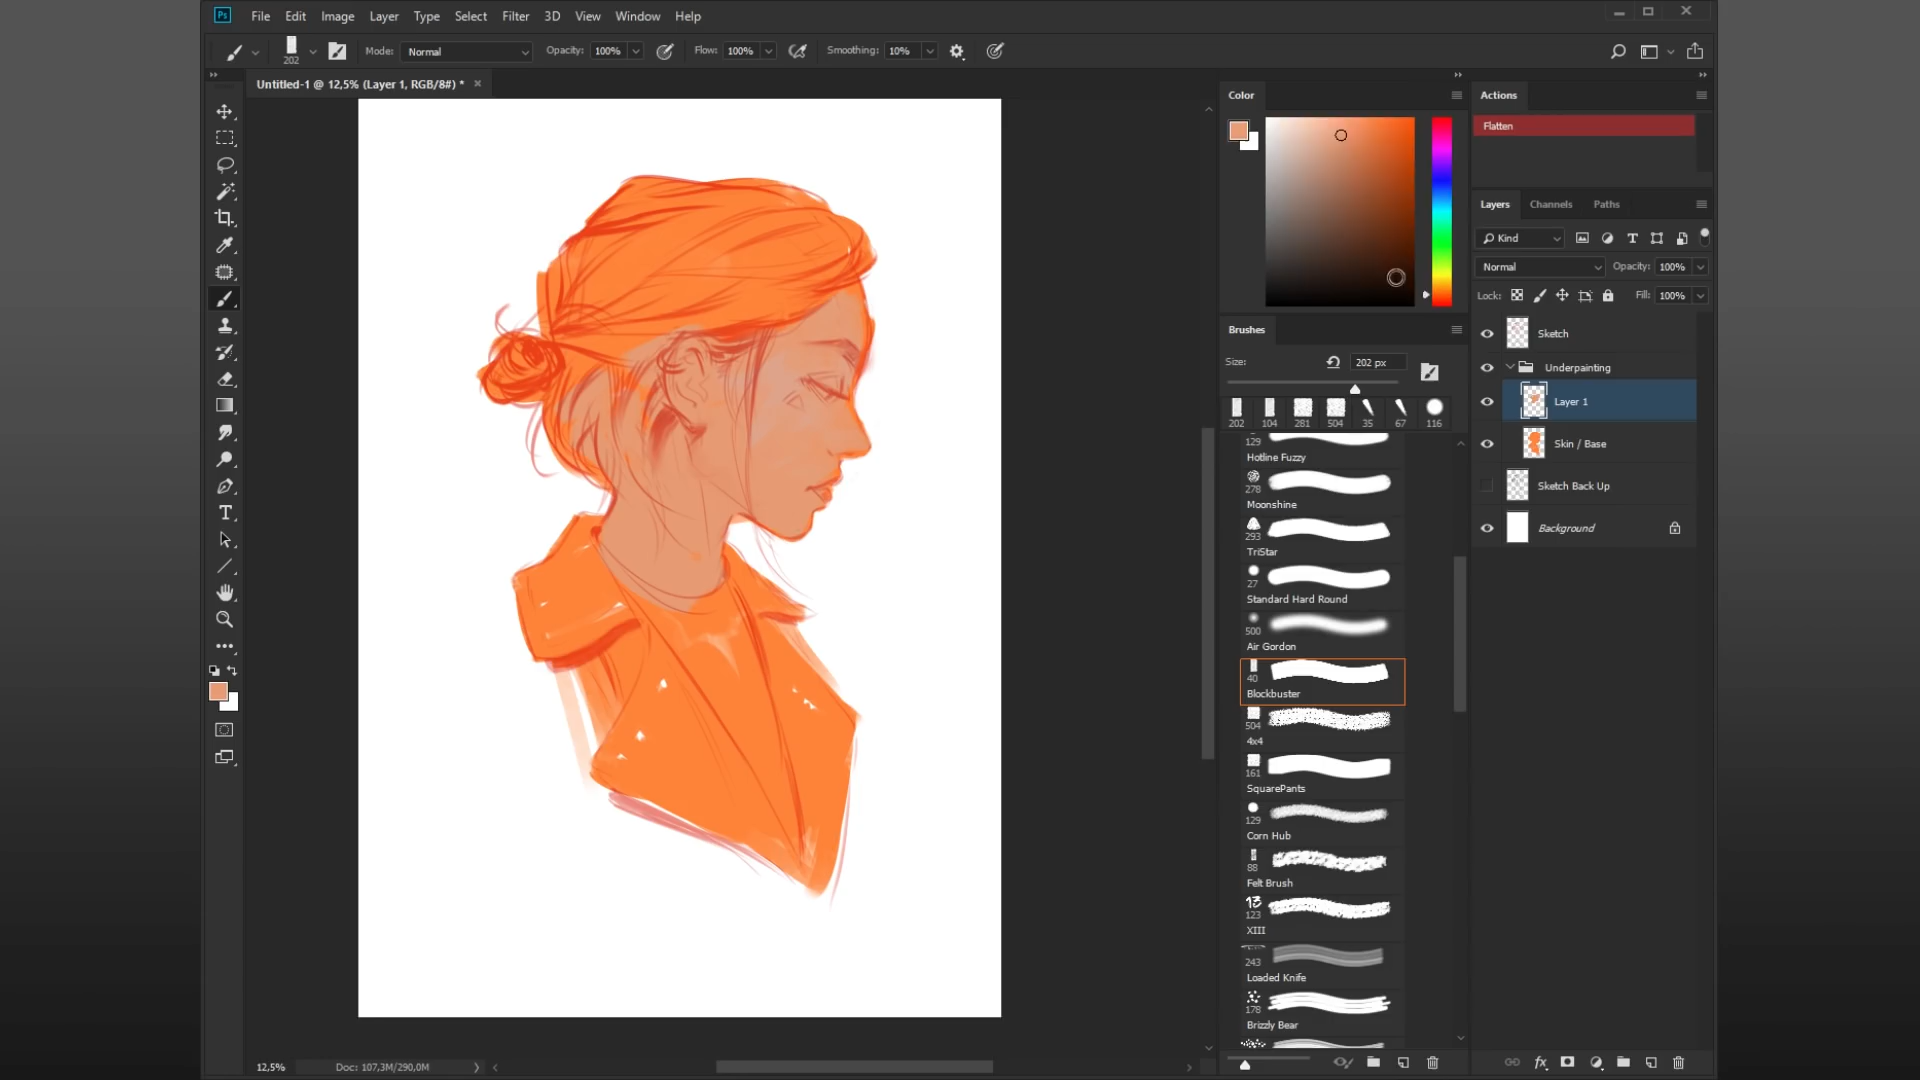 Ps File Edit Image Layer Type Select Filter 3D View Window Help
202 Mode: Normal Opacity: 100% Flow: 100% Smoothing: 10%
Untitled-1 @ 12,5% (Layer 1, RGB/8#) *
Color
Brushes
Size: 202 px
202 104 281 504 35 67 116
129
Hotline Fuzzy
278
Moonshine
293
TriStar
27
Standard Hard Round
500
Air Gordon
40
Blockbuster
504
4x4
161
SquarePants
129
Corn Hub
88
Felt Brush
13
123
XIII
243
Loaded Knife
178
Brizzly Bear
Actions
Flatten
Layers Channels Paths
Kind
Normal Opacity: 100%
Lock: Fill: 100%
Sketch
Underpainting
Layer 1
Skin / Base
Sketch Back Up
Background
12,5% Doc: 107,3M/290,0M